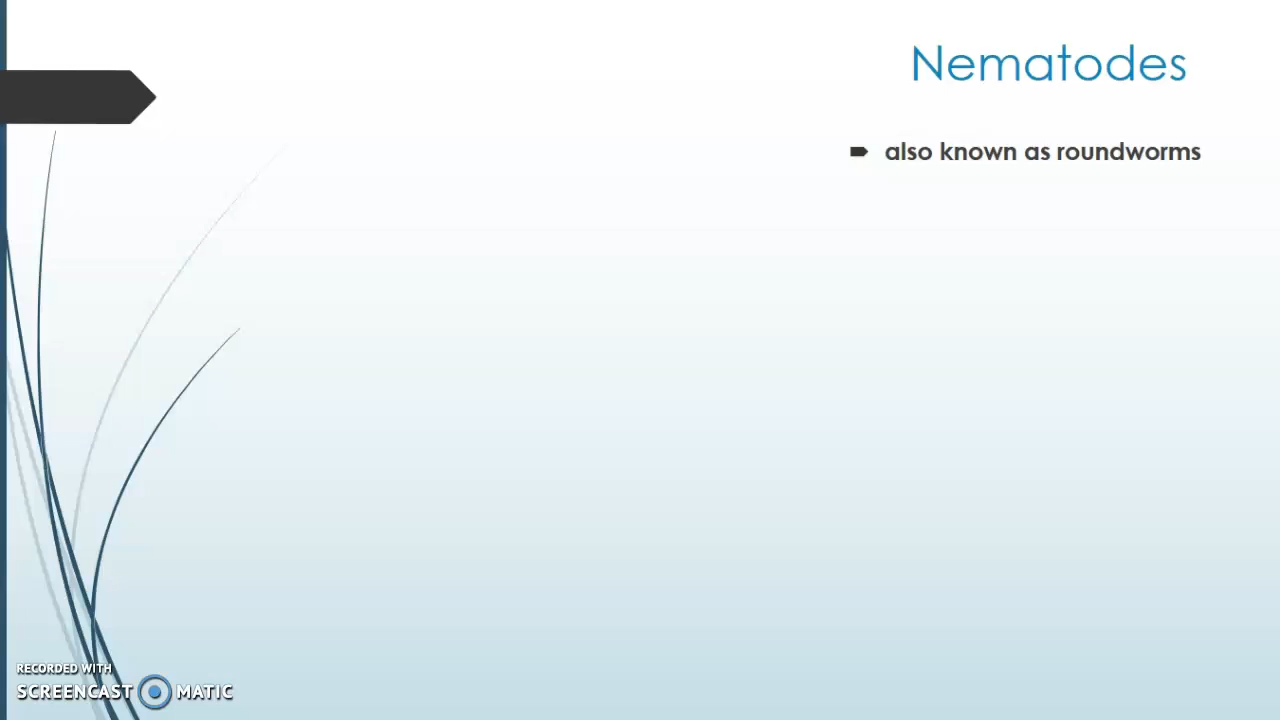 Nematodes
also known as roundworms
RECORDED WITH
SCREENCAST MATIC